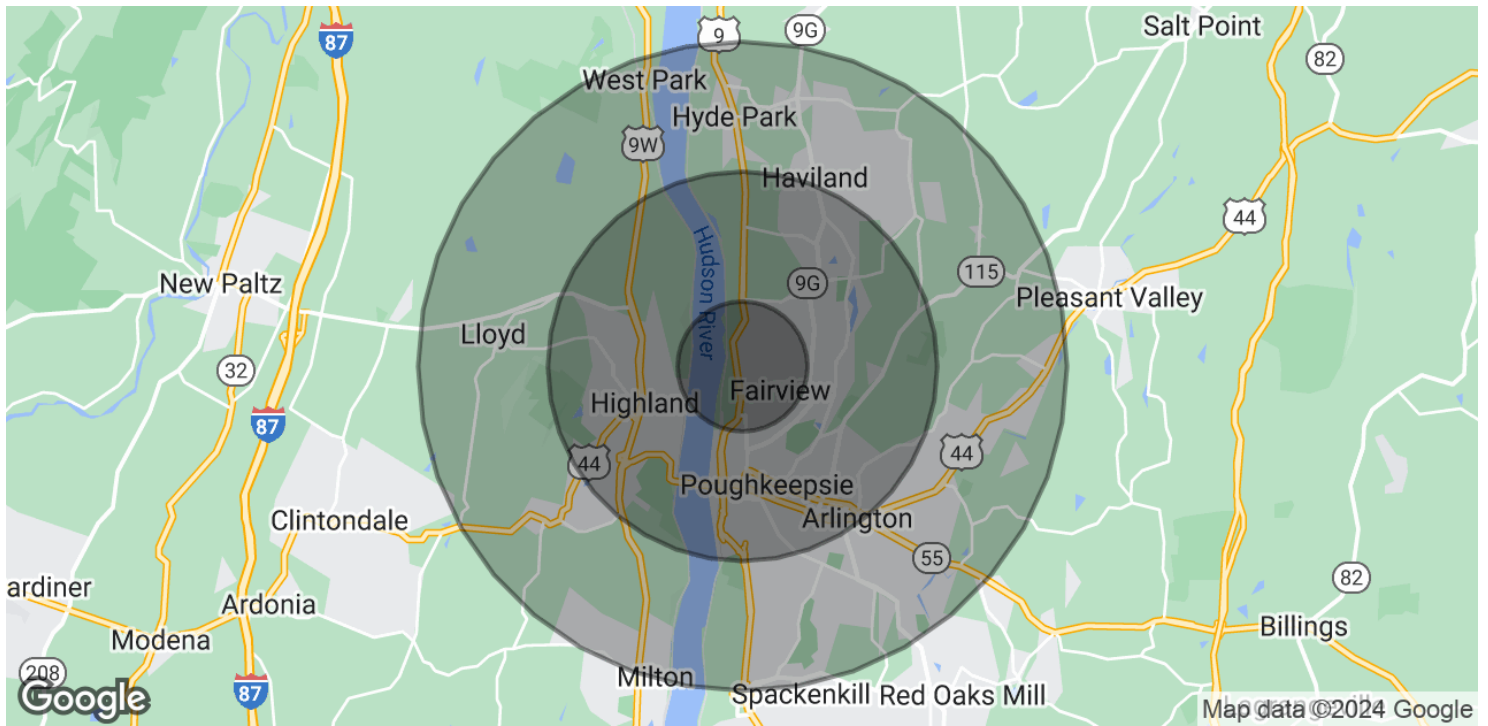 87
9
9G
Salt Point
82
West Park
Hyde Park
9W
Haviland
44
Hudson River
New Paltz
9G
115
Pleasant Valley
Lloyd
32
Fairview
Highland
87
44
44
Poughkeepsie
Clintondale
Arlington
55
82
ardiner
Ardonia
Billings
Modena
208
Google
87
Milton
Spackenkill
Red Oaks Mill
Map data ©2024 Google